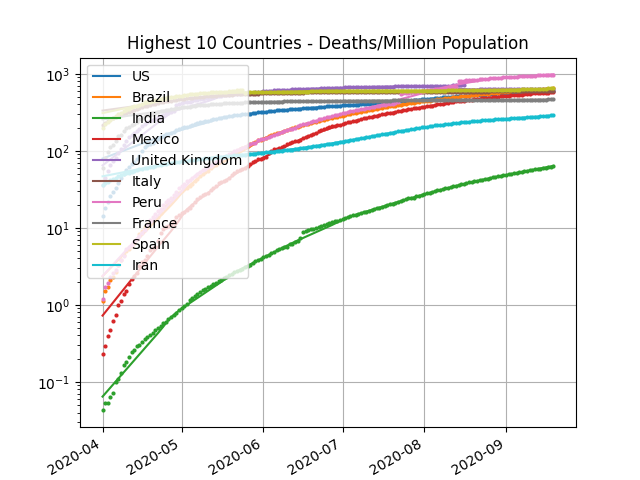 Highest 10 Countries - Deaths/Million Population
10³
10²
10¹
10⁰
10⁻¹
US
Brazil
India
Mexico
United Kingdom
Italy
Peru
France
Spain
Iran
2020-04
2020-05
2020-06
2020-07
2020-08
2020-09